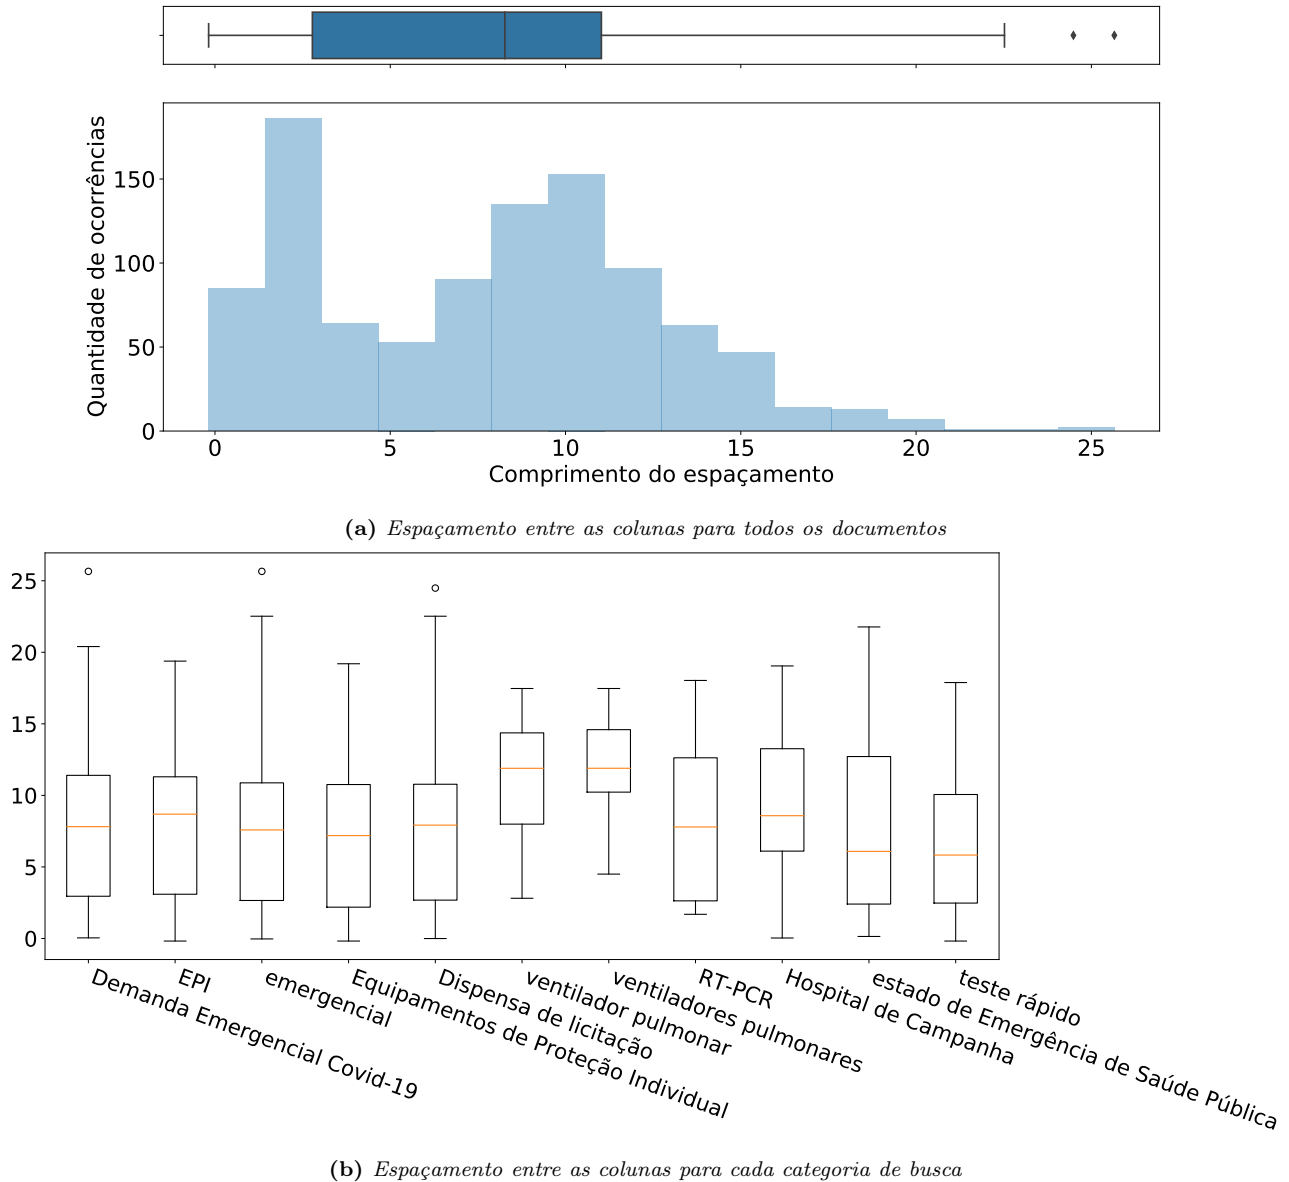 Quantidade de ocorrências
150
100
50
0
0 5 10 15 20 25
Comprimento do espaçamento
(a) Espaçamento entre as colunas para todos os documentos
25
20
15
10
5
0
Demanda Emergencial Covid-19
EPI
emergencial
Equipamentos de Proteção Individual
Dispensa de licitação
ventilador pulmonar
ventiladores pulmonares
RT-PCR
Hospital de Campanha
estado de Emergência de Saúde Pública
teste rápido
(b) Espaçamento entre as colunas para cada categoria de busca